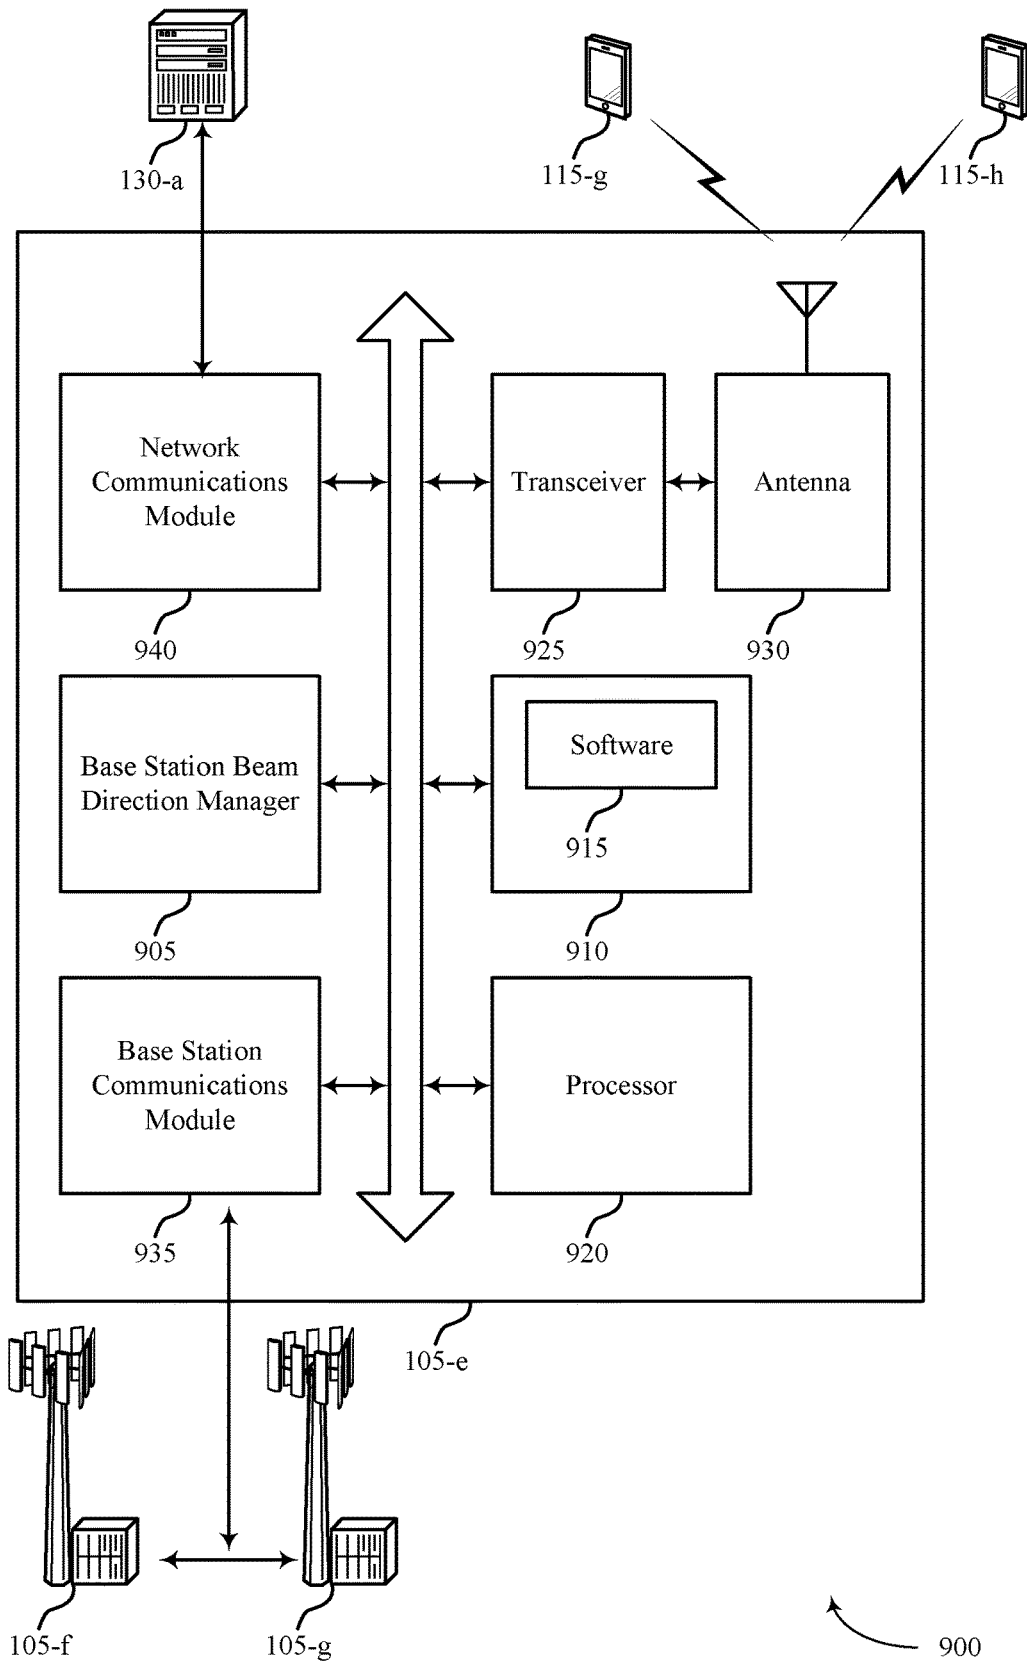 130-a
115-g
115-h
Network
Communications
Module
Transceiver
Antenna
940
925
930
Base Station Beam
Direction Manager
Software
915
905
910
Base Station
Communications
Module
Processor
935
920
105-e
105-f
105-g
900